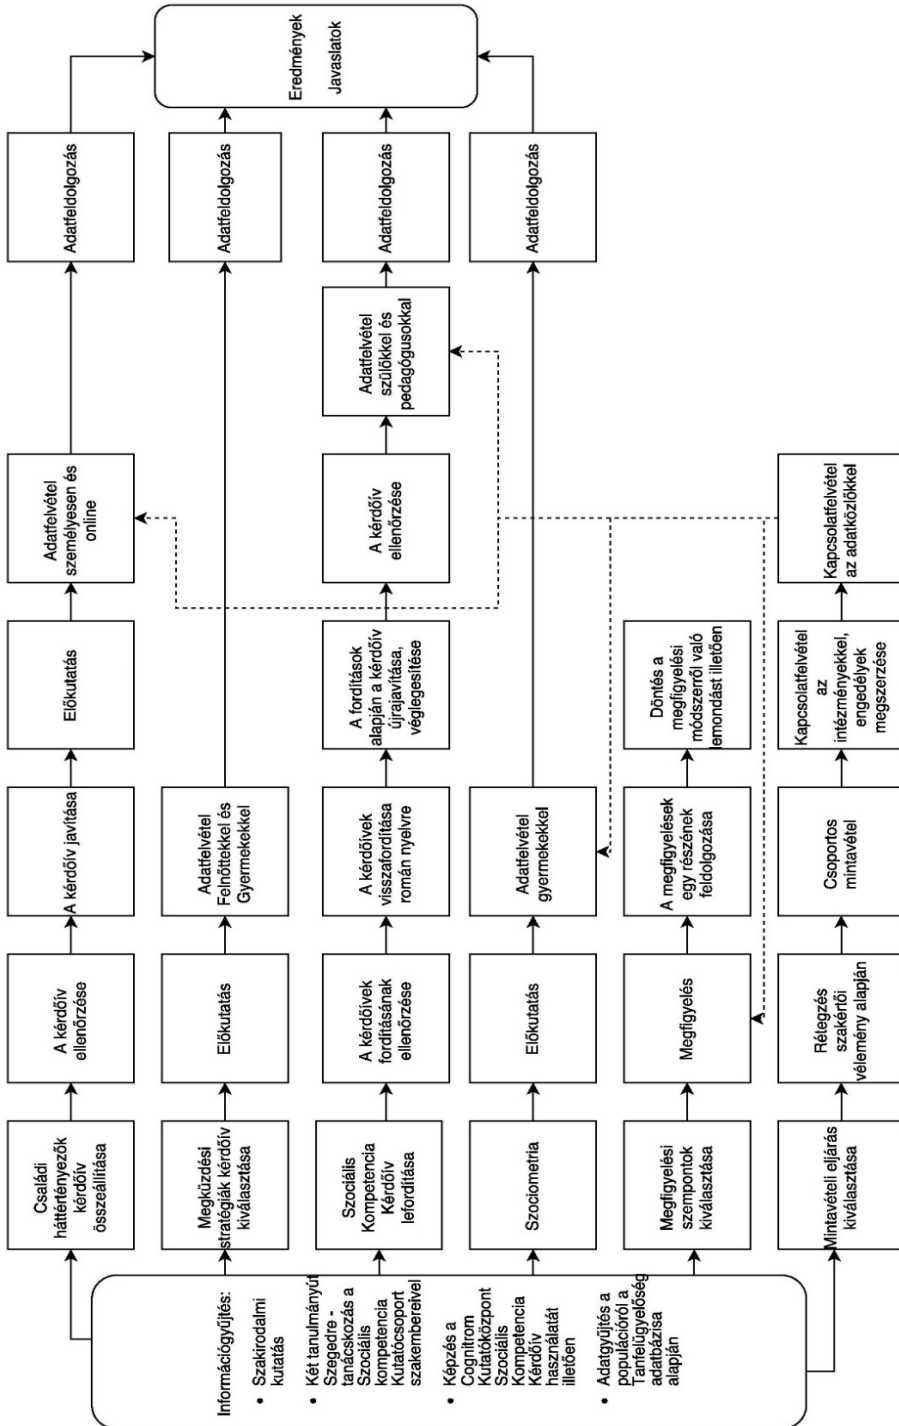 Információgyűjtés:
• Szakirodalmi
kutatás
• Két tanulmányút
Szegedre -
tanácskozás a
Szociális
kompetencia
Kutatócsoport
szakembereivel
• Képzés a
Cognitrom
Kutatóközpont
Szociális
Kompetencia
Kérdőív
használatát
illetően
• Adatgyűjtés a
populációról a
Tanfelügyelőség
adatbázisa
alapján
Családi
háttértényezők
kérdőív
összeállítása
A kérdőív
ellenőrzése
A kérdőív javítása
Előkutatás
Adatfelvétel
személyesen és
online
Adatfeldolgozás
Megküzdési
stratégiák kérdőív
kiválasztása
Előkutatás
Adatfelvétel
Felnőttekkel és
Gyermekekkel
Adatfeldolgozás
Szociális
Kompetencia
Kérdőív
lefordítása
A kérdőívek
fordításának
ellenőrzése
A kérdőívek
visszafordítása
román nyelvre
A fordítások
alapján a kérdőív
újrajavítása,
véglegesítése
A kérdőív
ellenőrzése
Adatfelvétel
szülőkkel és
pedagógusokkal
Adatfeldolgozás
Szociometria
Előkutatás
Adatfelvétel
gyermekekkel
Adatfeldolgozás
Megfigyelési
szempontok
kiválasztása
Megfigyelés
A megfigyelések
egy részének
feldolgozása
Döntés a
megfigyelési
módszerről való
lemondást illetően
Mintavételi eljárás
kiválasztása
Rétegzés
szakértői
vélemény alapján
Csoportos
mintavétel
Kapcsolatfelvétel
az
intézményekkel,
engedélyek
megszerzése
Kapcsolatfelvétel
az adatközlőkkel
Eredmények
Javaslatok